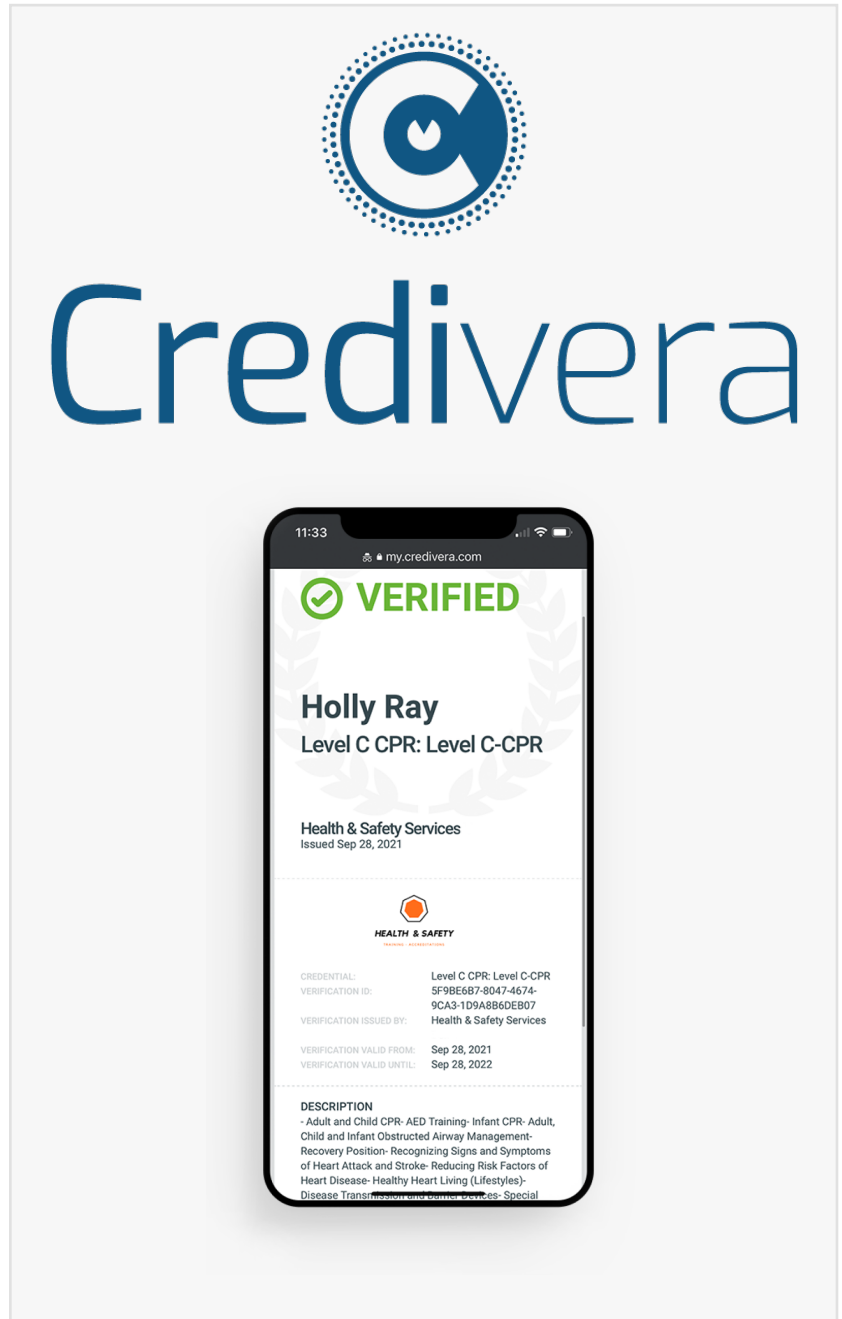 Credivera
11:33
my.credivera.com
VERIFIED
Holly Ray
Level C CPR: Level C-CPR
Health & Safety Services
Issued Sep 28, 2021
HEALTH & SAFETY
TRAINING - ACCREDITATIONS
CREDENTIAL: Level C CPR: Level C-CPR
VERIFICATION ID: 5F9BE6B7-8047-4674-
9CA3-1D9A8B6DEB07
VERIFICATION ISSUED BY: Health & Safety Services
VERIFICATION VALID FROM: Sep 28, 2021
VERIFICATION VALID UNTIL: Sep 28, 2022
DESCRIPTION
- Adult and Child CPR- AED Training- Infant CPR- Adult,
Child and Infant Obstructed Airway Management-
Recovery Position- Recognizing Signs and Symptoms
of Heart Attack and Stroke- Reducing Risk Factors of
Heart Disease- Healthy Heart Living (Lifestyles)-
Disease Transmission and Barrier Devices- Special